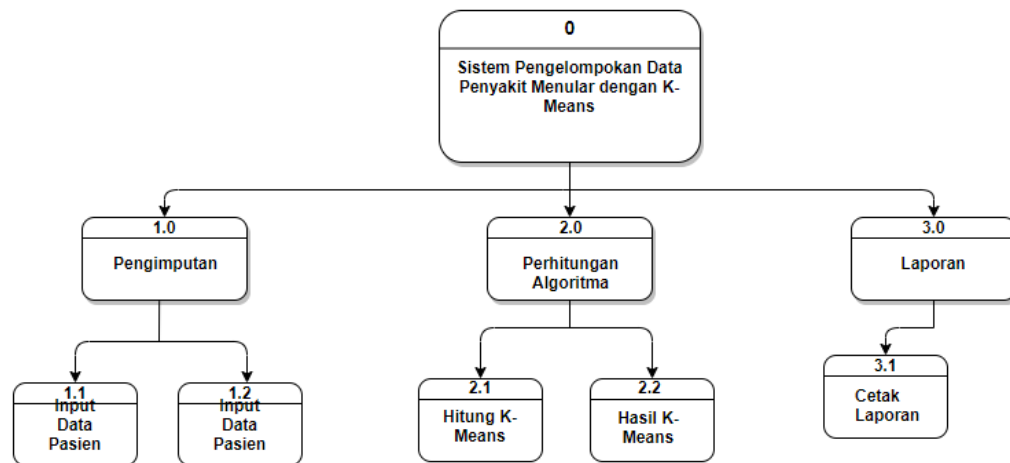 0
Sistem Pengelompokan Data
Penyakit Menular dengan K-
Means
1.0
Pengimputan
2.0
Perhitungan
Algoritma
3.0
Laporan
1.1
Input
Data
Pasien
1.2
Input
Data
Pasien
2.1
Hitung K-
Means
2.2
Hasil K-
Means
3.1
Cetak
Laporan